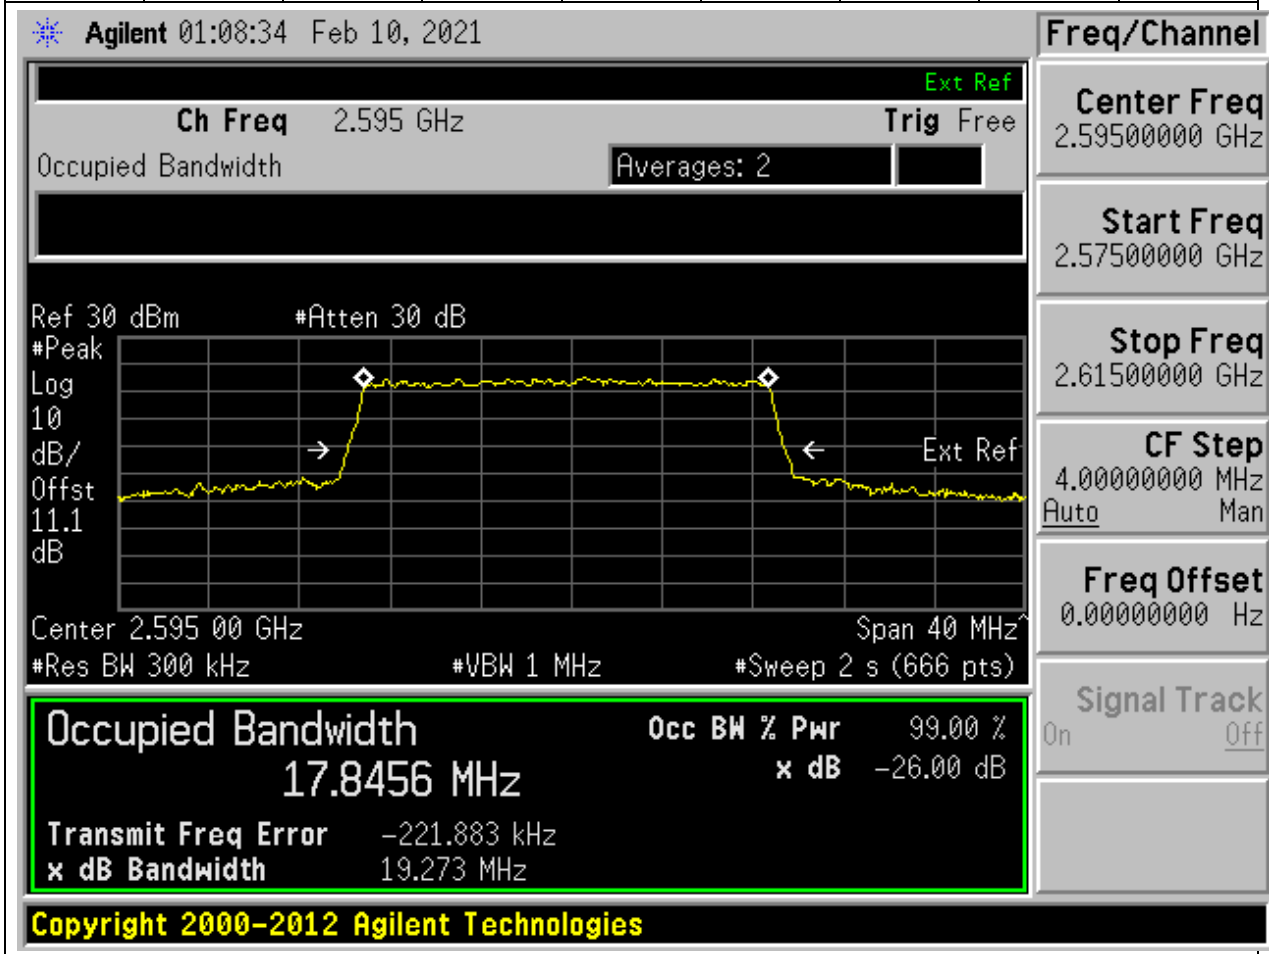 Agilent 01:08:34 Feb 10, 2021
Freq/Channel
Ext Ref
Ch Freq 2.595 GHz Trig Free
Occupied Bandwidth Averages: 2
Center Freq
2.59500000 GHz
Start Freq
2.57500000 GHz
Stop Freq
2.61500000 GHz
CF Step
4.00000000 MHz
Auto Man
Freq Offset
0.00000000 Hz
Signal Track
On Off
Ref 30 dBm #Atten 30 dB
#Peak
Log
10
dB/
Offst
11.1
dB
Ext Ref
Center 2.595 00 GHz Span 40 MHz^
#Res BW 300 kHz #VBW 1 MHz #Sweep 2 s (666 pts)
Occupied Bandwidth Occ BW % Pwr 99.00 %
17.8456 MHz x dB -26.00 dB
Transmit Freq Error -221.883 kHz
x dB Bandwidth 19.273 MHz
Copyright 2000-2012 Agilent Technologies